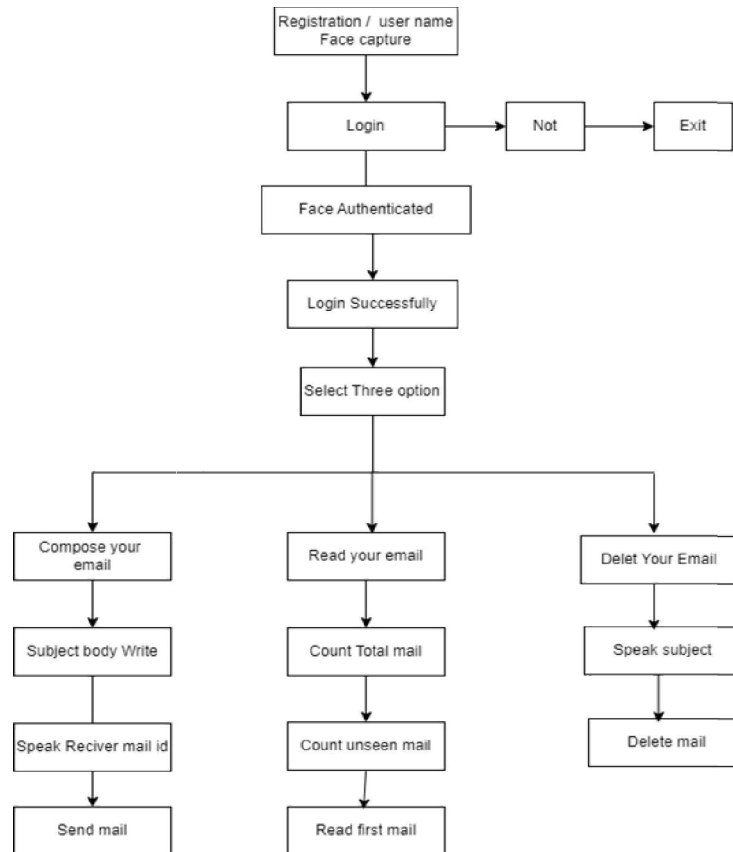 Registration / user name
Face capture
Login
Not
Exit
Face Authenticated
Login Successfully
Select Three option
Compose your
email
Read your email
Delet Your Email
Subject body Write
Count Total mail
Speak subject
Speak Reciver mail id
Count unseen mail
Delete mail
Send mail
Read first mail